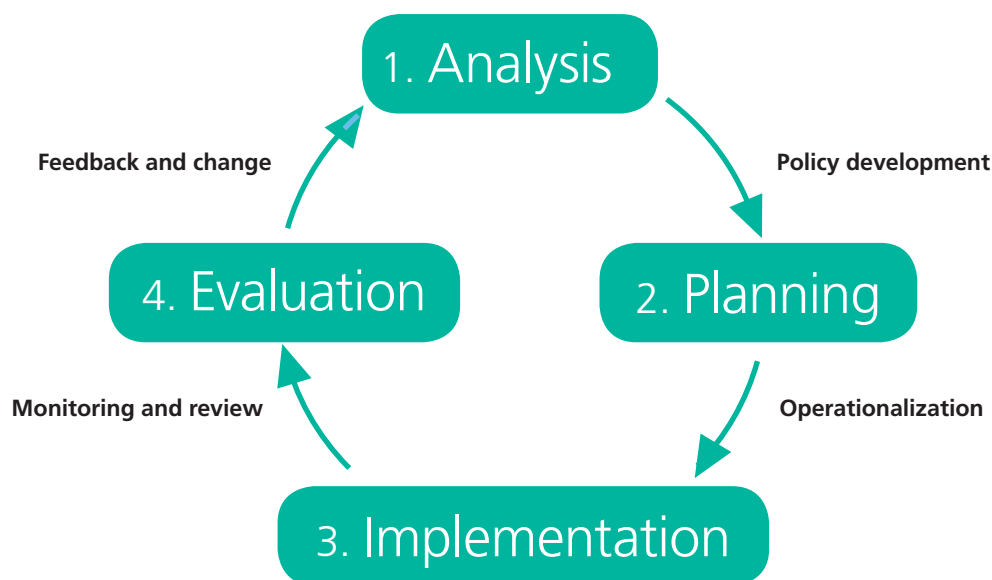 1. Analysis
Feedback and change
Policy development
4. Evaluation
2. Planning
Monitoring and review
Operationalization
3. Implementation